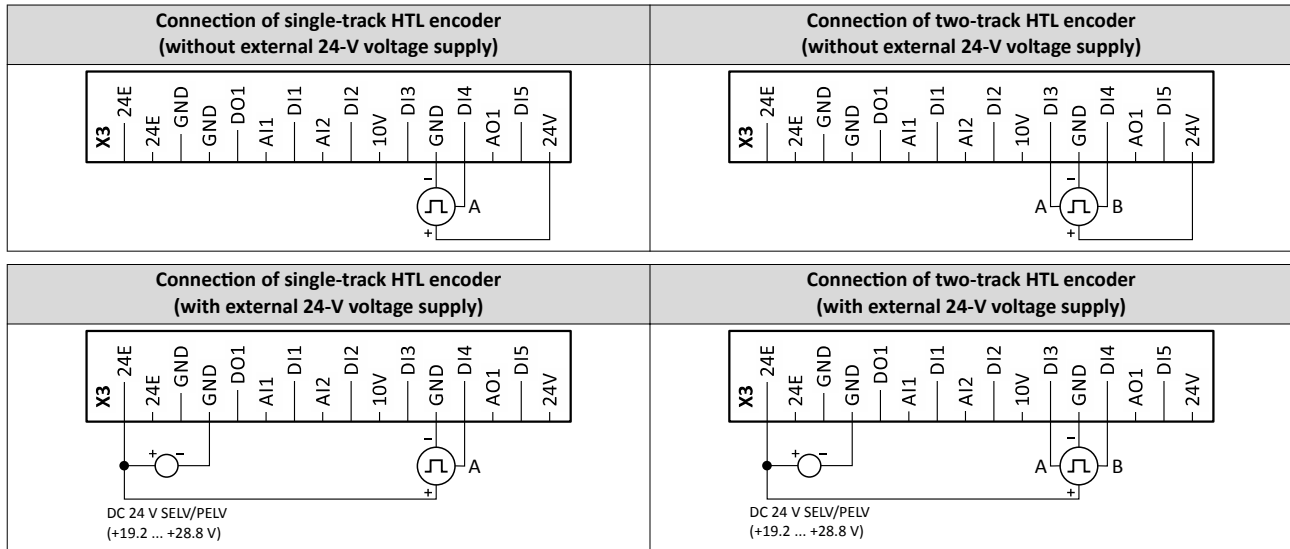 Connection of single-track HTL encoder
(without external 24-V voltage supply)
Connection of two-track HTL encoder
(without external 24-V voltage supply)
X3 24E 24E GND GND DO1 AI1 DI1 AI2 DI2 10V DI3 GND DI4 AO1 DI5 24V
− A +
X3 24E 24E GND GND DO1 AI1 DI1 AI2 DI2 10V DI3 GND DI4 AO1 DI5 24V
− A B +
Connection of single-track HTL encoder
(with external 24-V voltage supply)
Connection of two-track HTL encoder
(with external 24-V voltage supply)
X3 24E 24E GND GND DO1 AI1 DI1 AI2 DI2 10V DI3 GND DI4 AO1 DI5 24V
+ − − A +
DC 24 V SELV/PELV
(+19.2 ... +28.8 V)
X3 24E 24E GND GND DO1 AI1 DI1 AI2 DI2 10V DI3 GND DI4 AO1 DI5 24V
+ − − A B +
DC 24 V SELV/PELV
(+19.2 ... +28.8 V)